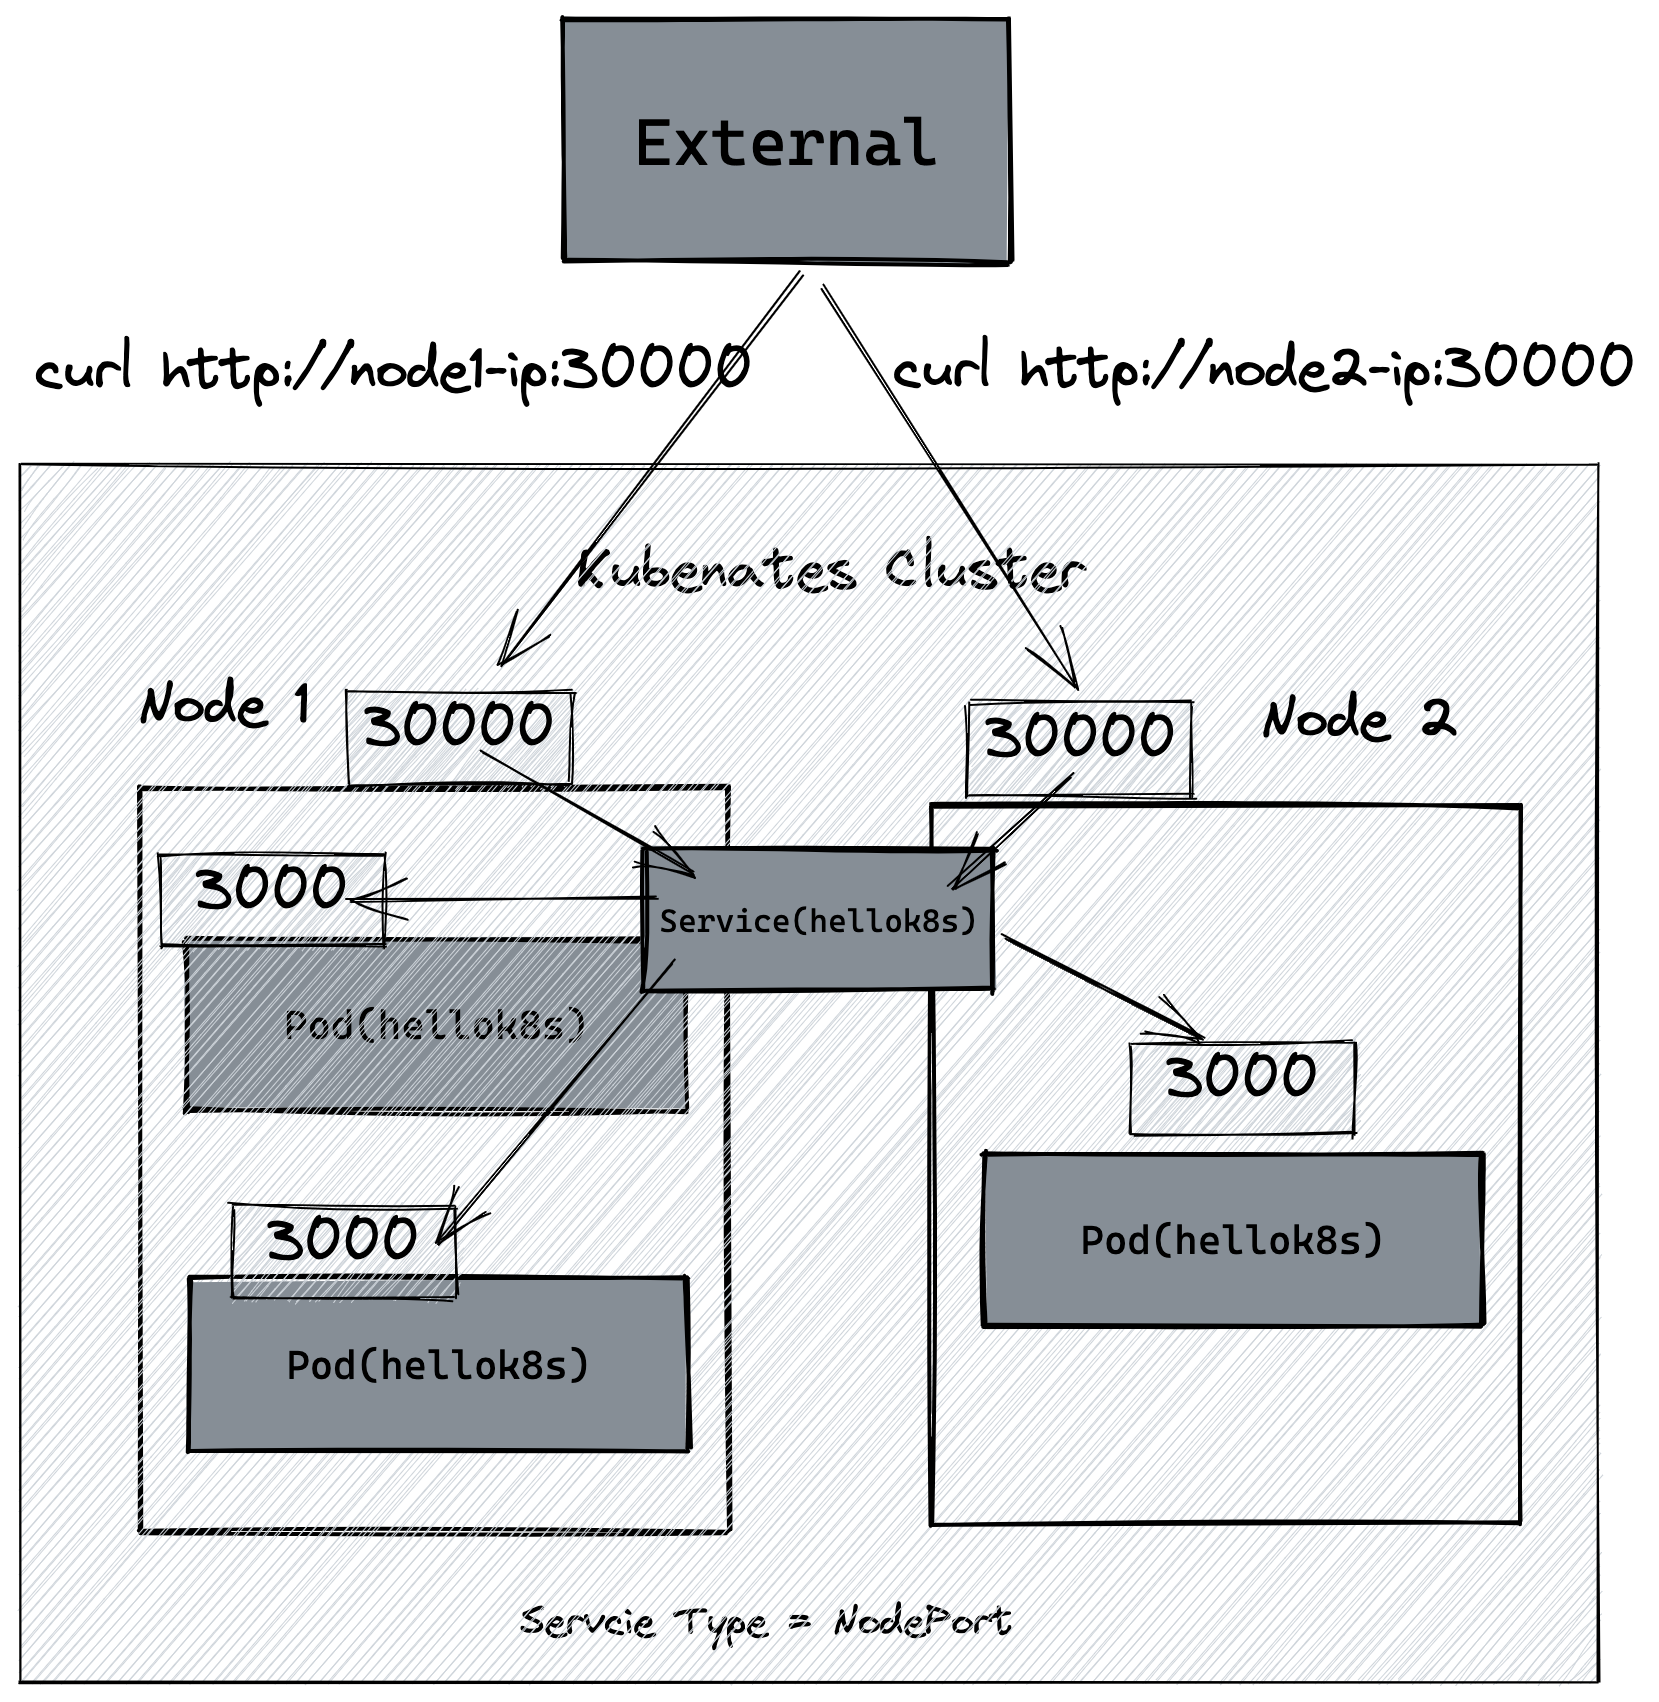 External
curl http://node1-ip:30000
curl http://node2-ip:30000
Kubenates Cluster
Node 1
30000
30000
Node 2
3000
Service(hellok8s)
Pod(hellok8s)
3000
3000
Pod(hellok8s)
Pod(hellok8s)
Servcie Type = NodePort